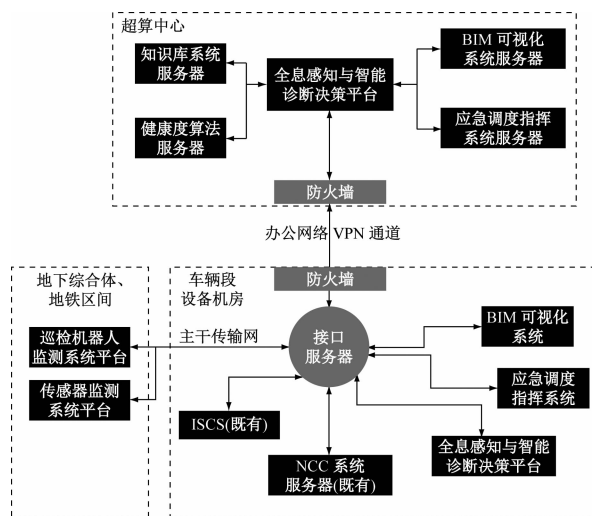 超算中心
知识库系统
服务器
健康度算法
服务器
全息感知与智能
诊断决策平台
BIM 可视化
系统服务器
应急调度指挥
系统服务器
防火墙
办公网络 VPN 通道
地下综合体、
地铁区间
巡检机器人
监测系统平台
传感器监测
系统平台
车辆段
设备机房
防火墙
主干传输网
接口
服务器
BIM 可视化
系统
应急调度
指挥系统
ISCS(既有)
NCC 系统
服务器(既有)
全息感知与智能
诊断决策平台